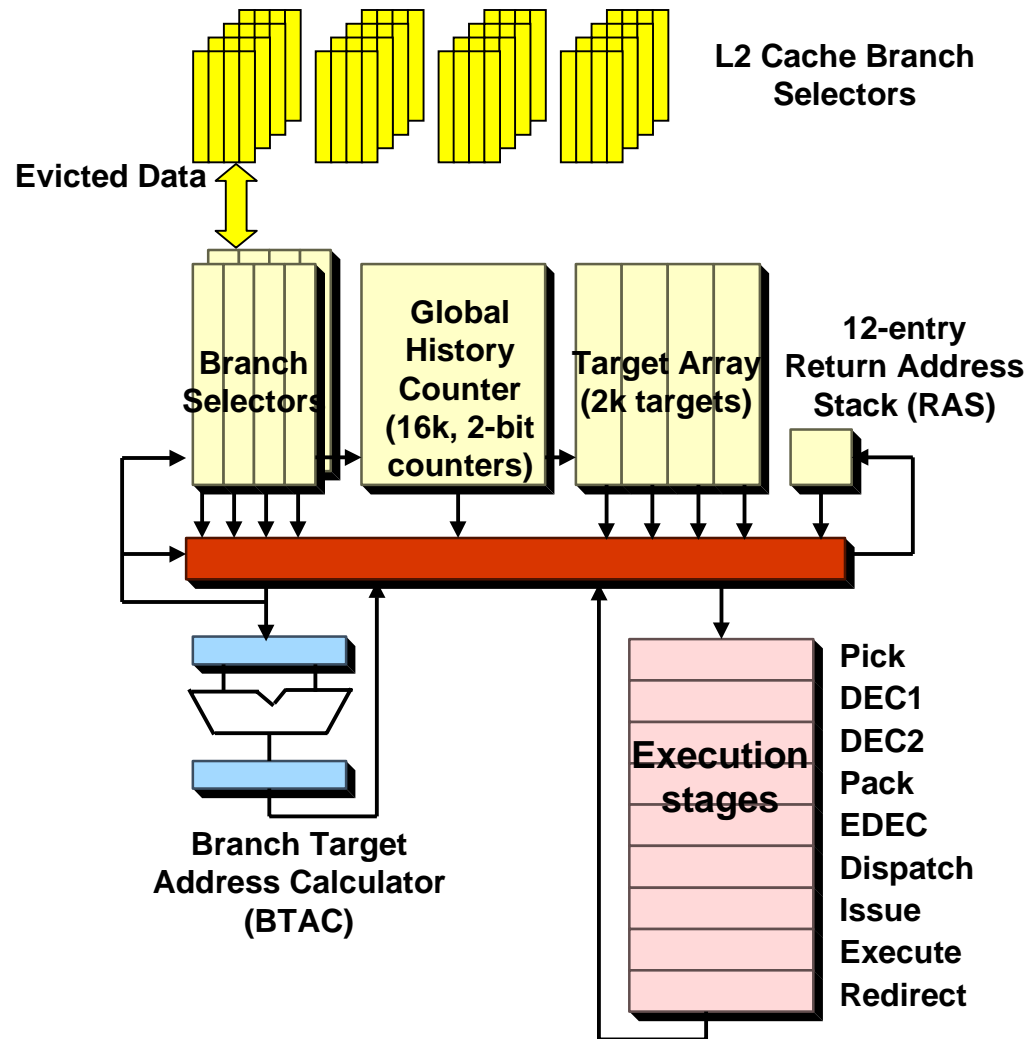 L2 Cache Branch
Selectors
Evicted Data
Branch
Selectors
Global
History
Counter
(16k, 2-bit
counters)
Target Array
(2k targets)
12-entry
Return Address
Stack (RAS)
Branch Target
Address Calculator
(BTAC)
Execution
stages
Pick
DEC1
DEC2
Pack
EDEC
Dispatch
Issue
Execute
Redirect